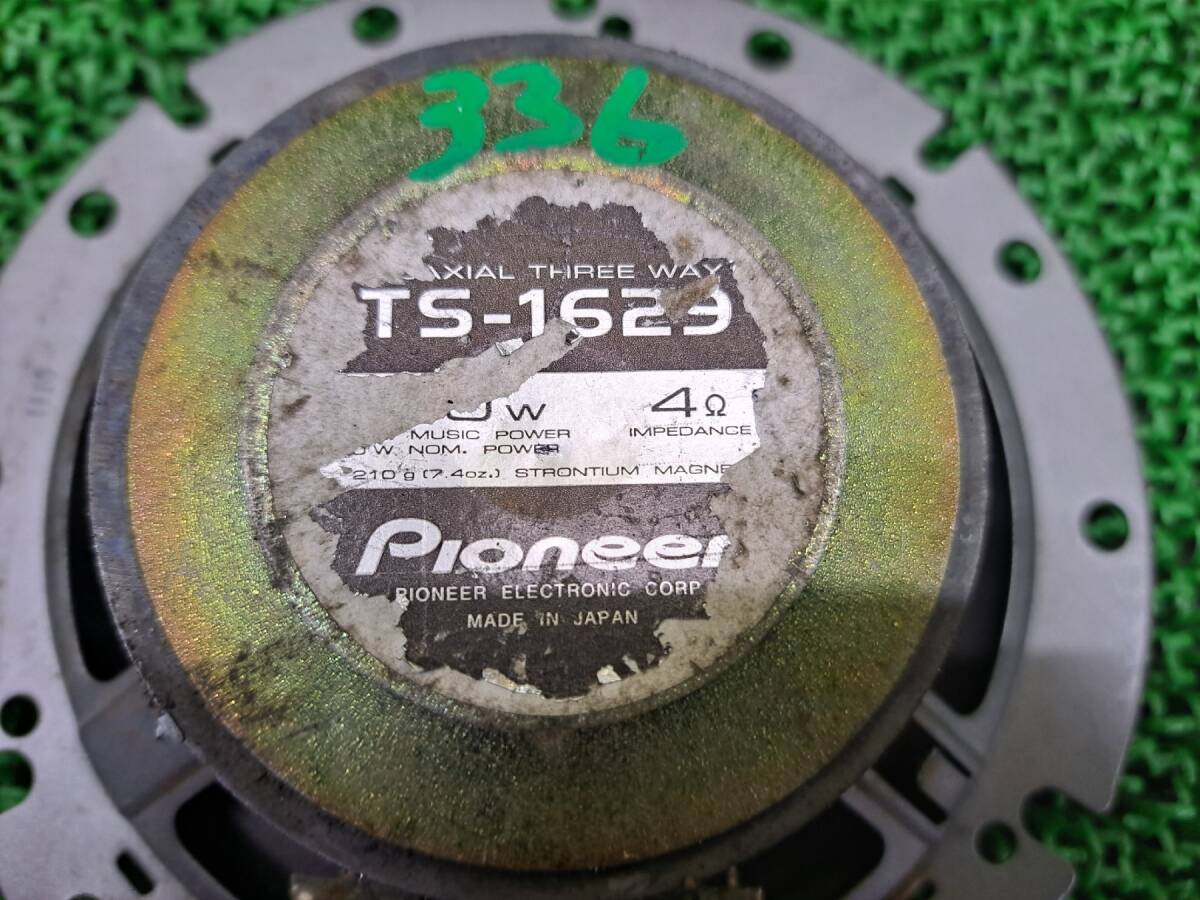 336
AXIAL THREE WAY
TS-1629
W 4Ω
MUSIC POWER IMPEDANCE
W NOM. POWER
210 g (7.4oz.) STRONTIUM MAGNE
Pioneer
PIONEER ELECTRONIC CORP
MADE IN JAPAN